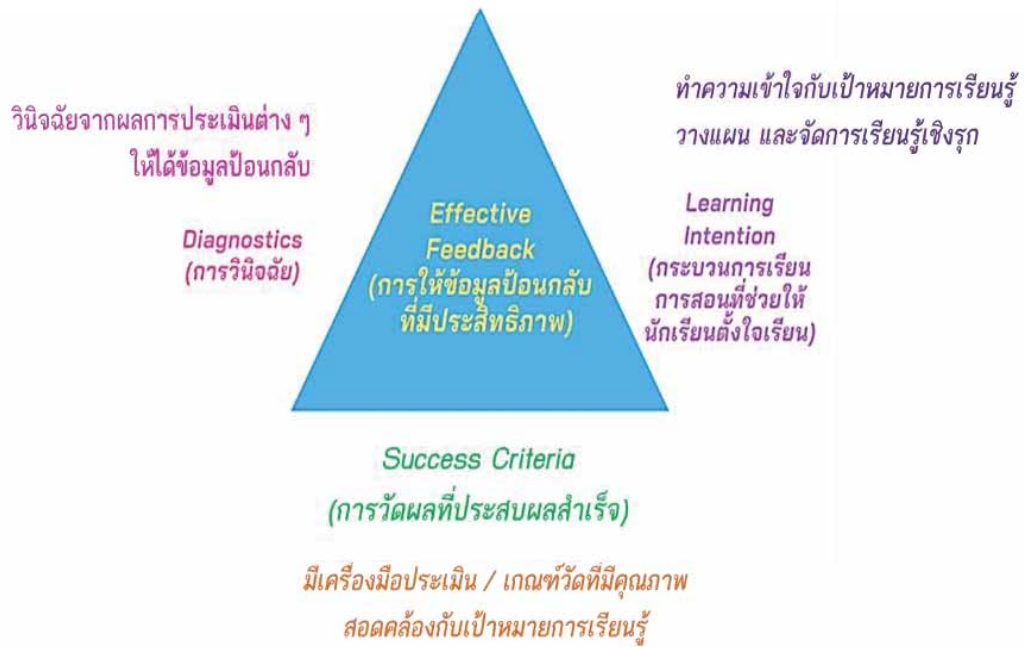 วินิจฉัยจากผลการประเมินต่าง ๆ
ให้ได้ข้อมูลป้อนกลับ
Diagnostics
(การวินิจฉัย)
Effective
Feedback
(การให้ข้อมูลป้อนกลับ
ที่มีประสิทธิภาพ)
ทำความเข้าใจกับเป้าหมายการเรียนรู้
วางแผน และจัดการเรียนรู้เชิงรุก
Learning
Intention
(กระบวนการเรียน
การสอนที่ช่วยให้
นักเรียนตั้งใจเรียน)
Success Criteria
(การวัดผลที่ประสบผลสำเร็จ)
มีเครื่องมือประเมิน / เกณฑ์วัดที่มีคุณภาพ
สอดคล้องกับเป้าหมายการเรียนรู้